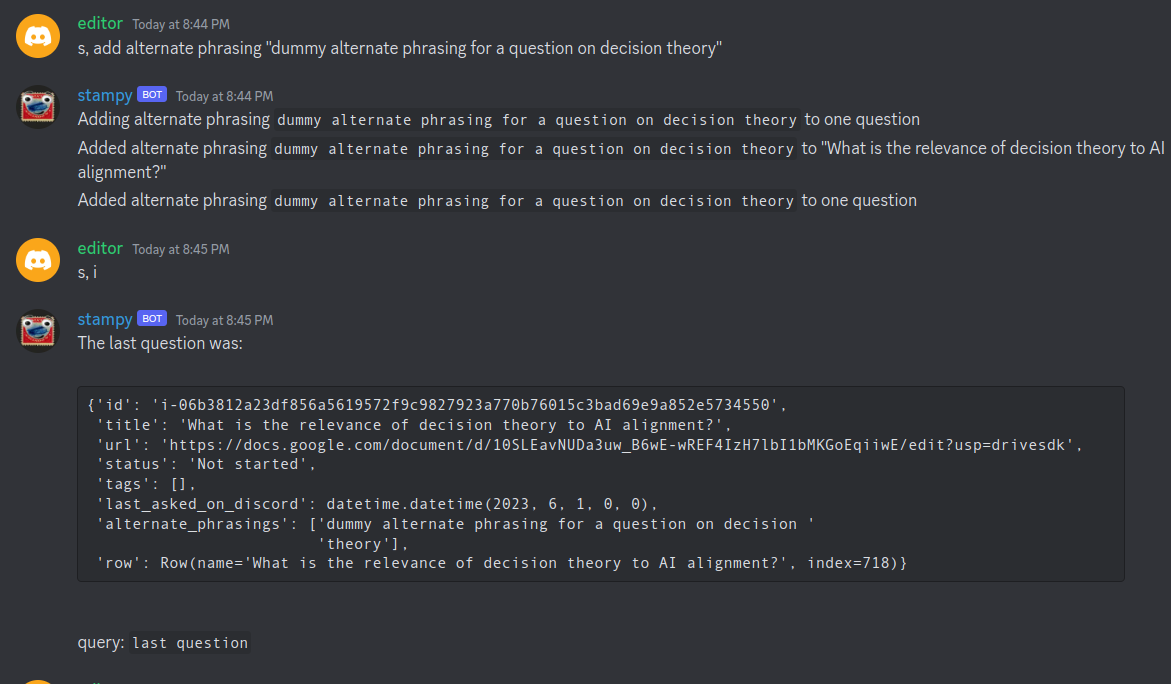 editor Today at 8:44 PM
s, add alternate phrasing "dummy alternate phrasing for a question on decision theory"
stampy BOT Today at 8:44 PM
Adding alternate phrasing dummy alternate phrasing for a question on decision theory to one question
Added alternate phrasing dummy alternate phrasing for a question on decision theory to "What is the relevance of decision theory to AI
alignment?"
Added alternate phrasing dummy alternate phrasing for a question on decision theory to one question
editor Today at 8:45 PM
s, i
stampy BOT Today at 8:45 PM
The last question was:
{'id': 'i-06b3812a23df856a5619572f9c9827923a770b76015c3bad69e9a852e5734550',
'title': 'What is the relevance of decision theory to AI alignment?',
'url': 'https://docs.google.com/document/d/10SLEavNUDa3uw_B6wE-wREF4IzH7lbI1bMKGoEqiiwE/edit?usp=drivesdk',
'status': 'Not started',
'tags': [],
'last_asked_on_discord': datetime.datetime(2023, 6, 1, 0, 0),
'alternate_phrasings': ['dummy alternate phrasing for a question on decision '
'theory'],
'row': Row(name='What is the relevance of decision theory to AI alignment?', index=718)}
query: last question